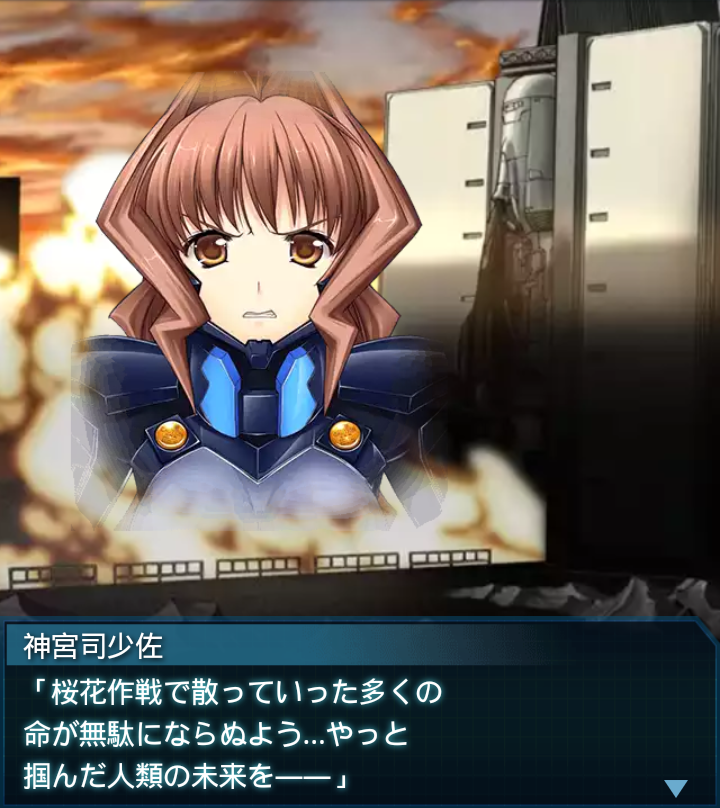 神宮司少佐
「桜花作戦で散っていった多くの
命が無駄にならぬよう…やっと
掴んだ人類の未来を――」